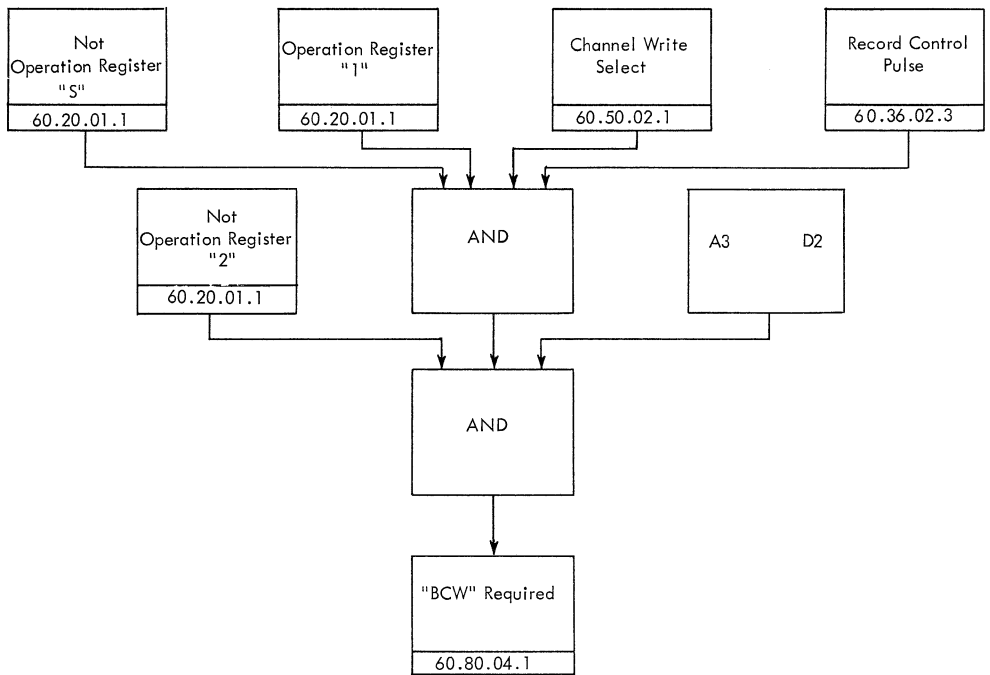 Not
Operation Register
"S"
60.20.01.1
Operation Register
"1"
60.20.01.1
Channel Write
Select
60.50.02.1
Record Control
Pulse
60.36.02.3
Not
Operation Register
"2"
60.20.01.1
AND
A3 D2
AND
"BCW" Required
60.80.04.1